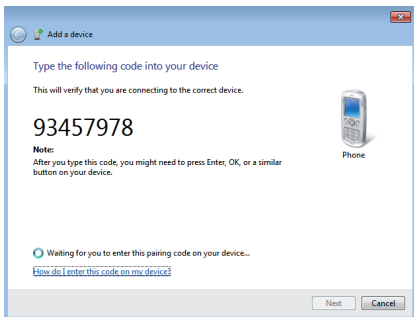 Add a device
Type the following code into your device
This will verify that you are connecting to the correct device.
93457978
Note:
After you type this code, you might need to press Enter, OK, or a similar
button on your device.
Phone
Waiting for you to enter this pairing code on your device...
How do I enter this code on my device?
Next
Cancel